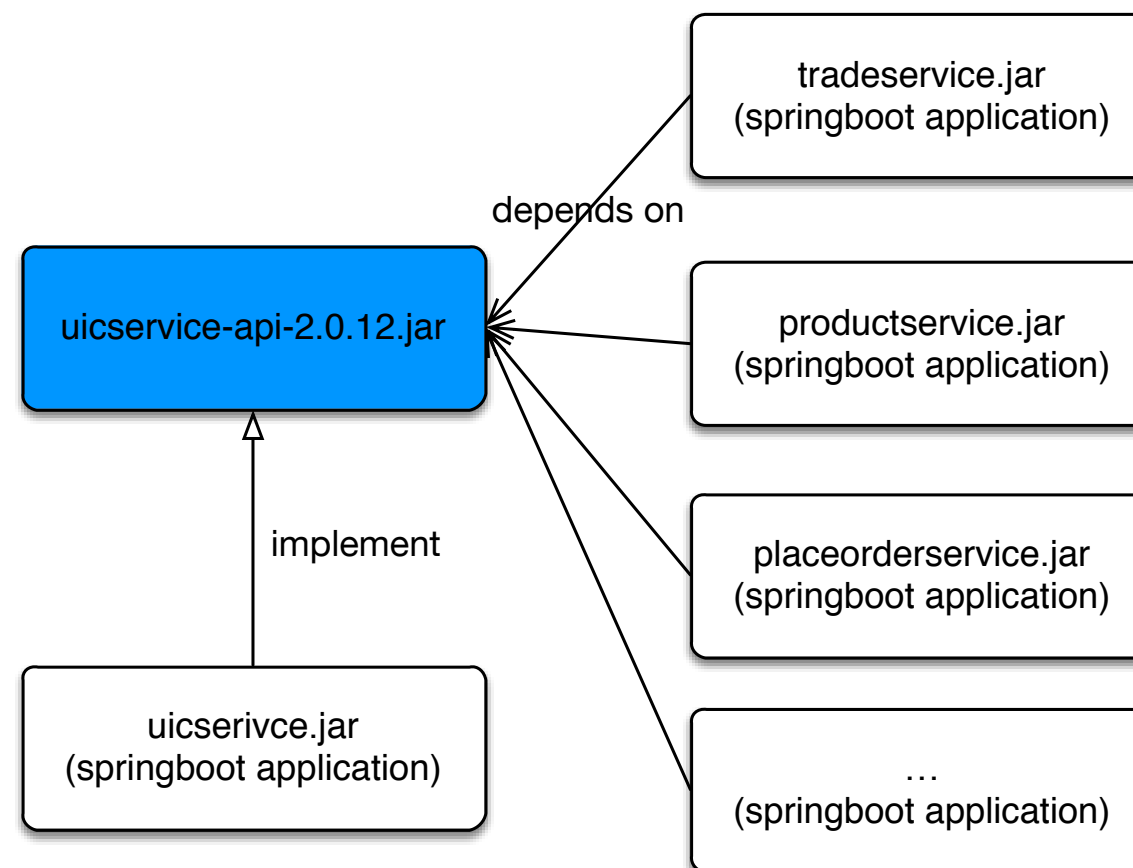 tradeservice.jar
(springboot application)
depends on
uicservice-api-2.0.12.jar
productservice.jar
(springboot application)
implement
placeorderservice.jar
(springboot application)
uicserivce.jar
(springboot application)
…
(springboot application)